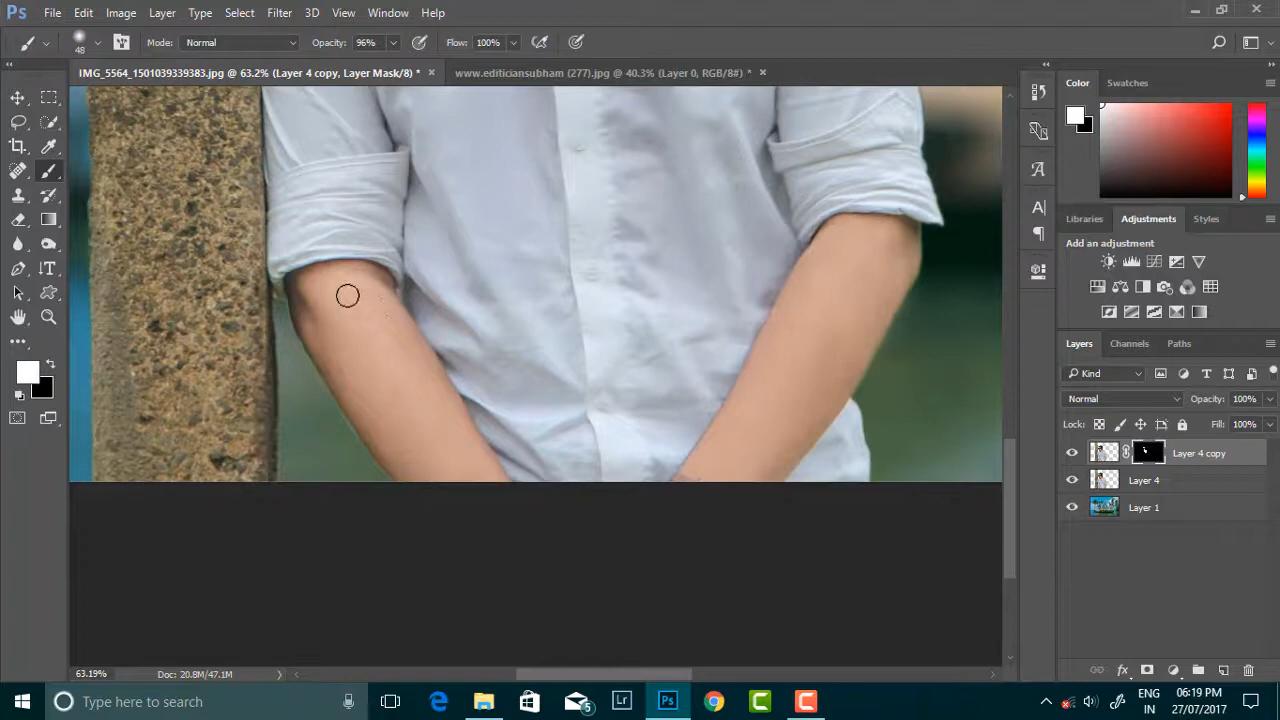 Ps File Edit Image Layer Type Select Filter 3D View Window Help
48 Mode: Normal Opacity: 96% Flow: 100%
IMG_5564_1501039339383.jpg @ 63.2% (Layer 4 copy, Layer Mask/8) * × www.editiciansubham (277).jpg @ 40.3% (Layer 0, RGB/8#) * ×
Color Swatches
Libraries Adjustments Styles
Add an adjustment
Layers Channels Paths
Kind
Normal Opacity: 100%
Lock: Fill: 100%
Layer 4 copy
Layer 4
Layer 1
63.19% Doc: 20.8M/47.1M
Type here to search 5 Lr Ps ENG 06:19 PM
IN 27/07/2017